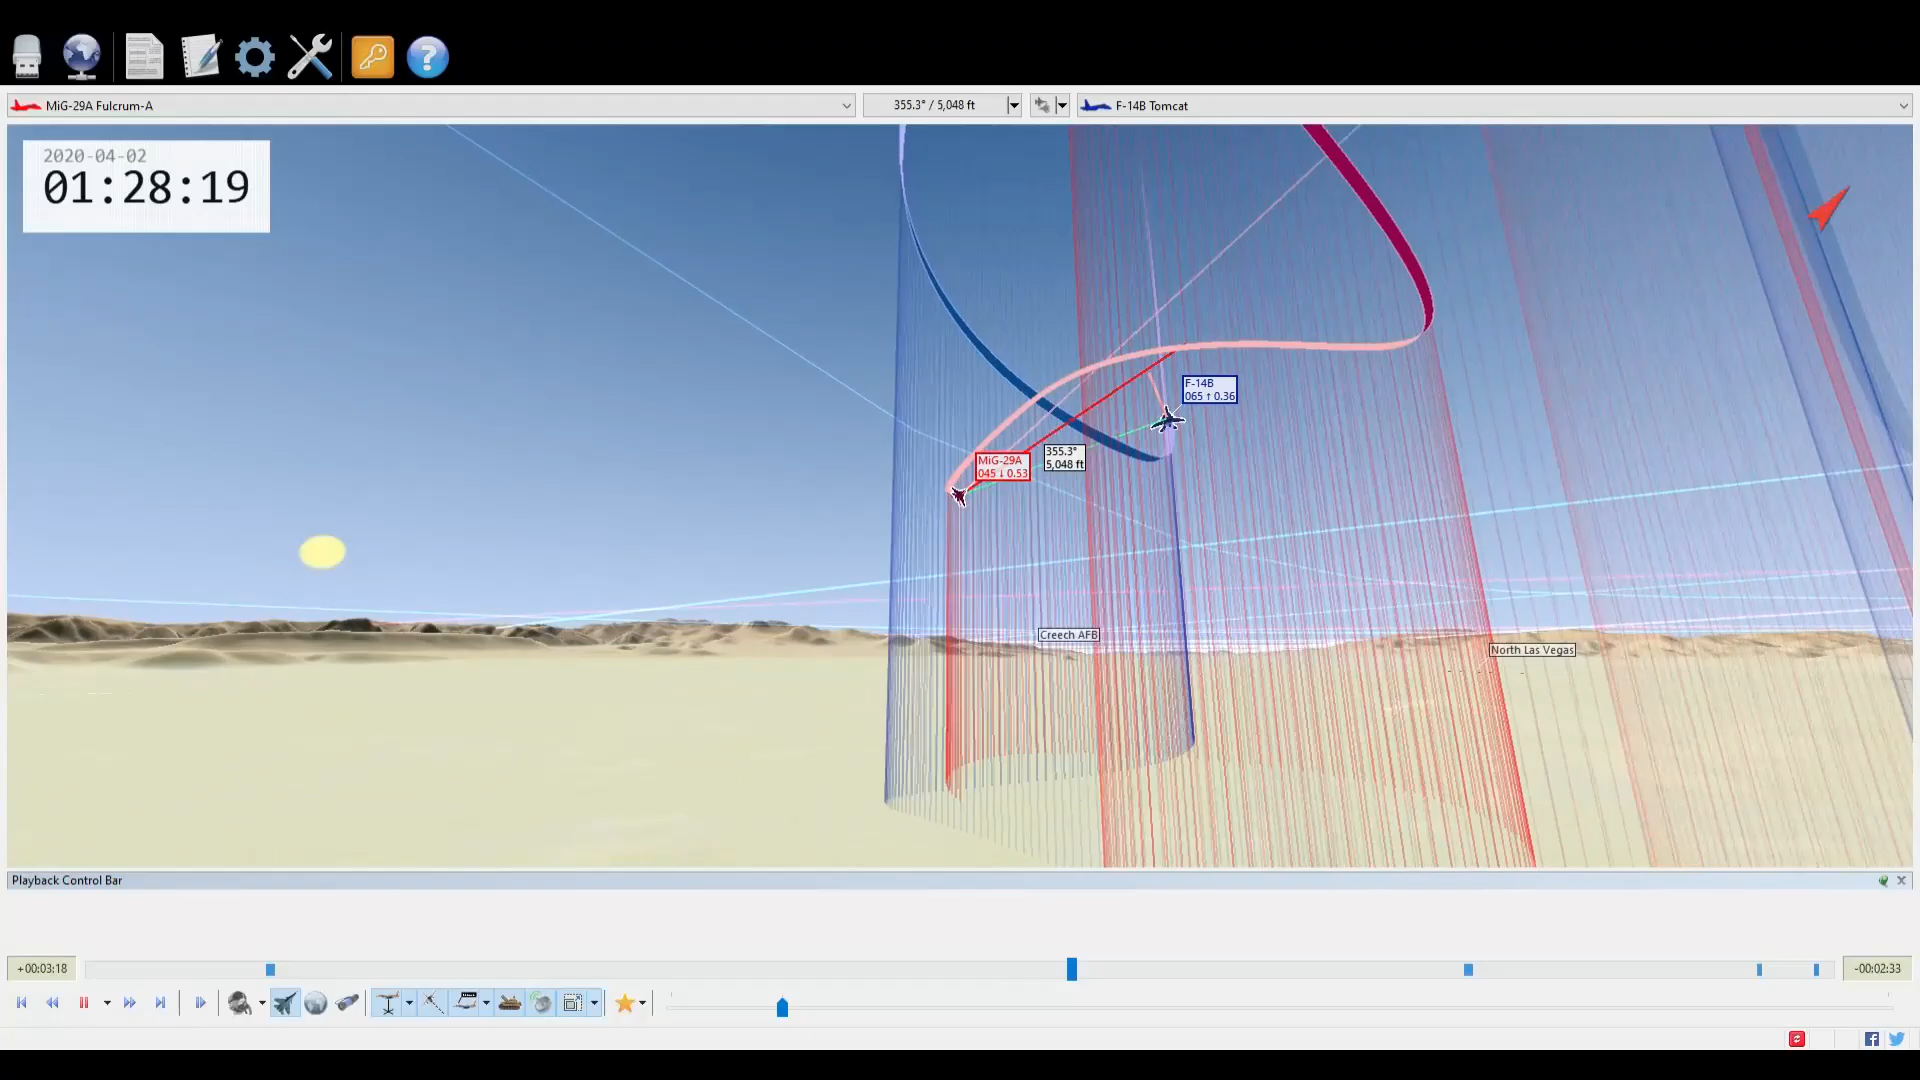 MiG-29A Fulcrum-A
355.3° / 5,048 ft
F-14B Tomcat
2020-04-02
01:28:19
F-14B
065 ↑ 0.36
355.3°
5,048 ft
MiG-29A
045 ↓ 0.53
Creech AFB
North Las Vegas
Playback Control Bar
+00:03:18
-00:02:33